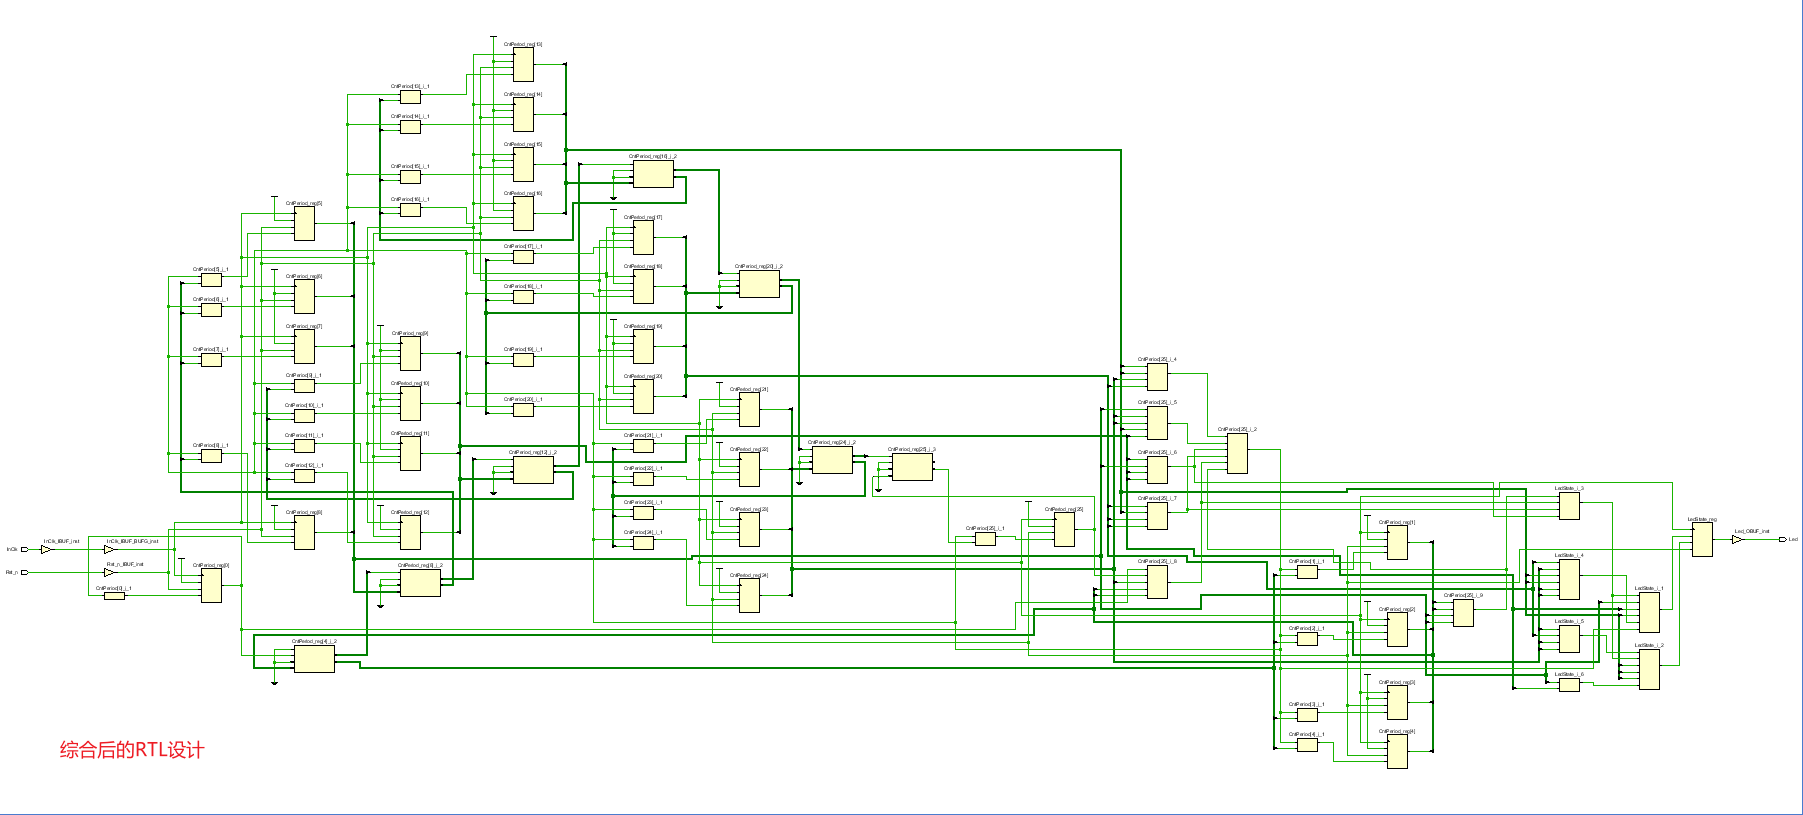 CntPeriod_reg[13]
CntPeriod[13]_i_1
CntPeriod_reg[14]
CntPeriod[14]_i_1
CntPeriod_reg[15]
CntPeriod_reg[16]_i_2
CntPeriod[15]_i_1
CntPeriod_reg[16]
CntPeriod[16]_i_1
CntPeriod_reg[5]
CntPeriod_reg[17]
CntPeriod[17]_i_1
CntPeriod_reg[18]
CntPeriod_reg[20]_i_2
CntPeriod[5]_i_1
CntPeriod_reg[6]
CntPeriod[18]_i_1
CntPeriod[6]_i_1
CntPeriod_reg[7]
CntPeriod_reg[9]
CntPeriod_reg[19]
CntPeriod[7]_i_1
CntPeriod[19]_i_1
CntPeriod[25]_i_4
CntPeriod[9]_i_1
CntPeriod_reg[10]
CntPeriod_reg[20]
CntPeriod_reg[21]
CntPeriod[10]_i_1
CntPeriod[20]_i_1
CntPeriod[25]_i_5
CntPeriod[25]_i_2
CntPeriod[11]_i_1
CntPeriod_reg[11]
CntPeriod[21]_i_1
CntPeriod_reg[24]_i_2
CntPeriod[8]_i_1
CntPeriod_reg[12]_i_2
CntPeriod_reg[22]
CntPeriod_reg[25]_i_3
CntPeriod[25]_i_6
CntPeriod[12]_i_1
CntPeriod[22]_i_1
LedState_i_3
CntPeriod[25]_i_7
CntPeriod[23]_i_1
CntPeriod_reg[8]
CntPeriod_reg[12]
CntPeriod_reg[23]
CntPeriod_reg[25]
CntPeriod_reg[1]
LedState_reg
CntPeriod[24]_i_1
CntPeriod[25]_i_1
InClk
InClk_IBUF_inst
InClk_IBUF_BUFG_inst
Led_OBUF_inst
Led
LedState_i_4
Rst_n
Rst_n_IBUF_inst
CntPeriod_reg[0]
CntPeriod_reg[8]_i_2
CntPeriod_reg[24]
CntPeriod[25]_i_8
CntPeriod[1]_i_1
CntPeriod[0]_i_1
CntPeriod[25]_i_9
LedState_i_1
CntPeriod_reg[2]
LedState_i_5
CntPeriod[2]_i_1
CntPeriod_reg[4]_i_2
LedState_i_2
LedState_i_6
CntPeriod_reg[3]
CntPeriod[3]_i_1
CntPeriod_reg[4]
CntPeriod[4]_i_1
综合后的RTL设计